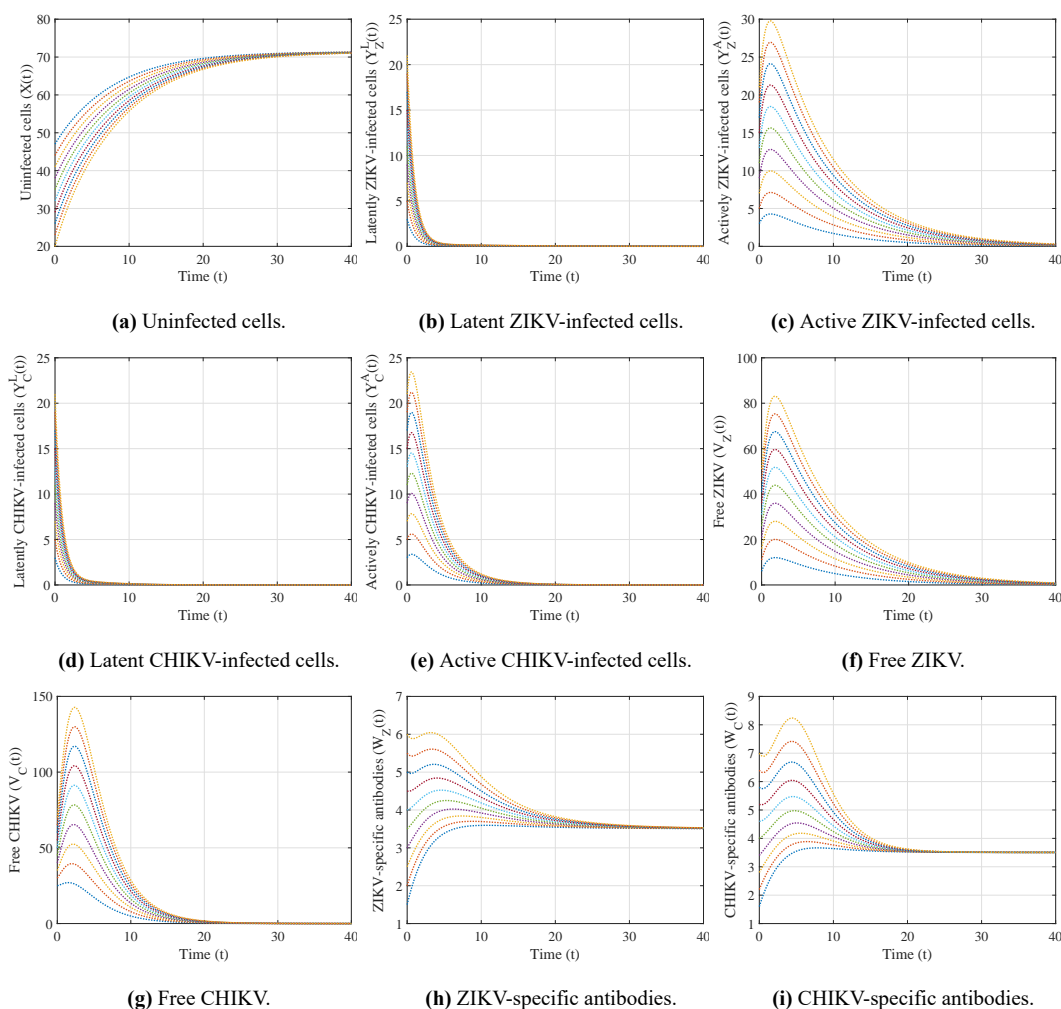 80
70
60
50
40
30
20
0 10 20 30 40
Time (t)
Uninfected cells (X(t))
(a) Uninfected cells.
25
20
15
10
5
0
0 10 20 30 40
Time (t)
Latently ZIKV-infected cells (Y_Z^L(t))
(b) Latent ZIKV-infected cells.
30
25
20
15
10
5
0
0 10 20 30 40
Time (t)
Actively ZIKV-infected cells (Y_Z^A(t))
(c) Active ZIKV-infected cells.
25
20
15
10
5
0
0 10 20 30 40
Time (t)
Latently CHIKV-infected cells (Y_C^L(t))
(d) Latent CHIKV-infected cells.
25
20
15
10
5
0
0 10 20 30 40
Time (t)
Actively CHIKV-infected cells (Y_C^A(t))
(e) Active CHIKV-infected cells.
100
80
60
40
20
0
0 10 20 30 40
Time (t)
Free ZIKV (V_Z(t))
(f) Free ZIKV.
150
100
50
0
0 10 20 30 40
Time (t)
Free CHIKV (V_C(t))
(g) Free CHIKV.
7
6
5
4
3
2
1
0 10 20 30 40
Time (t)
ZIKV-specific antibodies (W_Z(t))
(h) ZIKV-specific antibodies.
9
8
7
6
5
4
3
2
1
0 10 20 30 40
Time (t)
CHIKV-specific antibodies (W_C(t))
(i) CHIKV-specific antibodies.